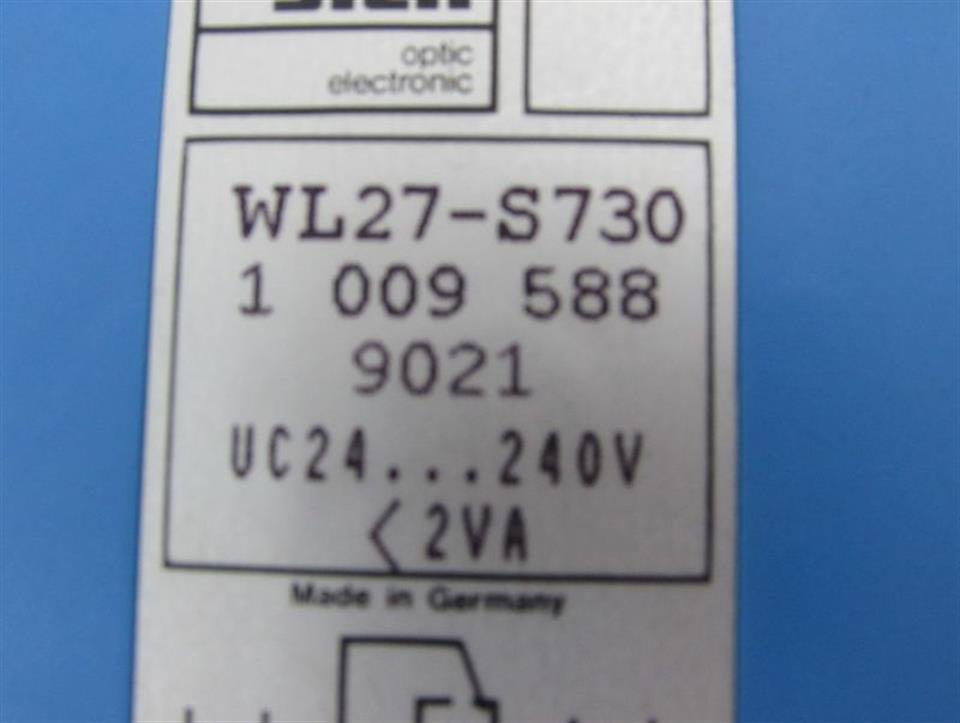 optic
electronic
WL27-S730
1 009 588
9021
UC24...240V
<2VA
Made in Germany